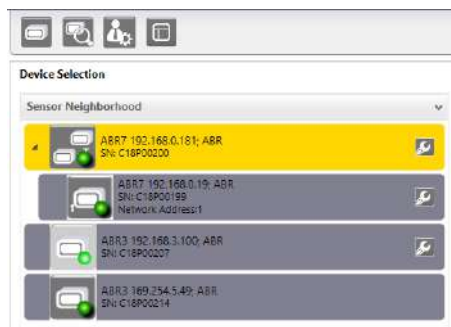 Device Selection
Sensor Neighborhood
ABR7 192.168.0.181; ABR
SN: C18P00200
ABR7 192.168.0.19; ABR
SN: C18P00199
Network Address:1
ABR3 192.168.3.100; ABR
SN: C18P00207
ABR3 169.254.5.49; ABR
SN: C18P00214